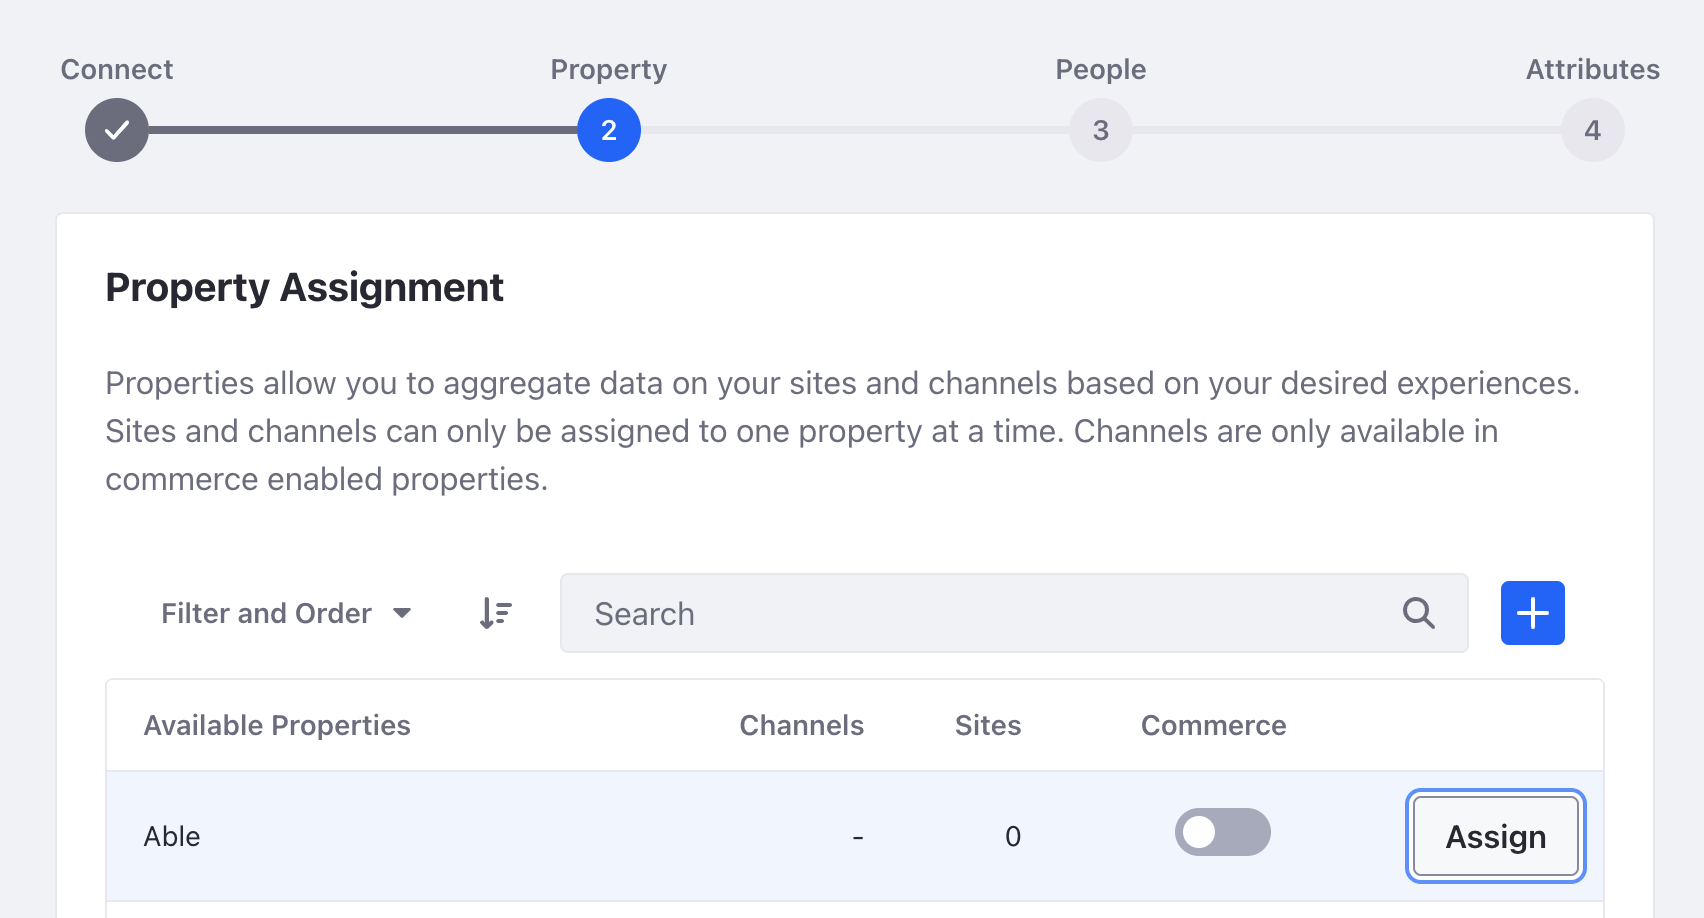 Connect Property People Attributes
2 3 4
Property Assignment
Properties allow you to aggregate data on your sites and channels based on your desired experiences.
Sites and channels can only be assigned to one property at a time. Channels are only available in
commerce enabled properties.
Filter and Order Search
Available Properties Channels Sites Commerce
Able - 0 Assign